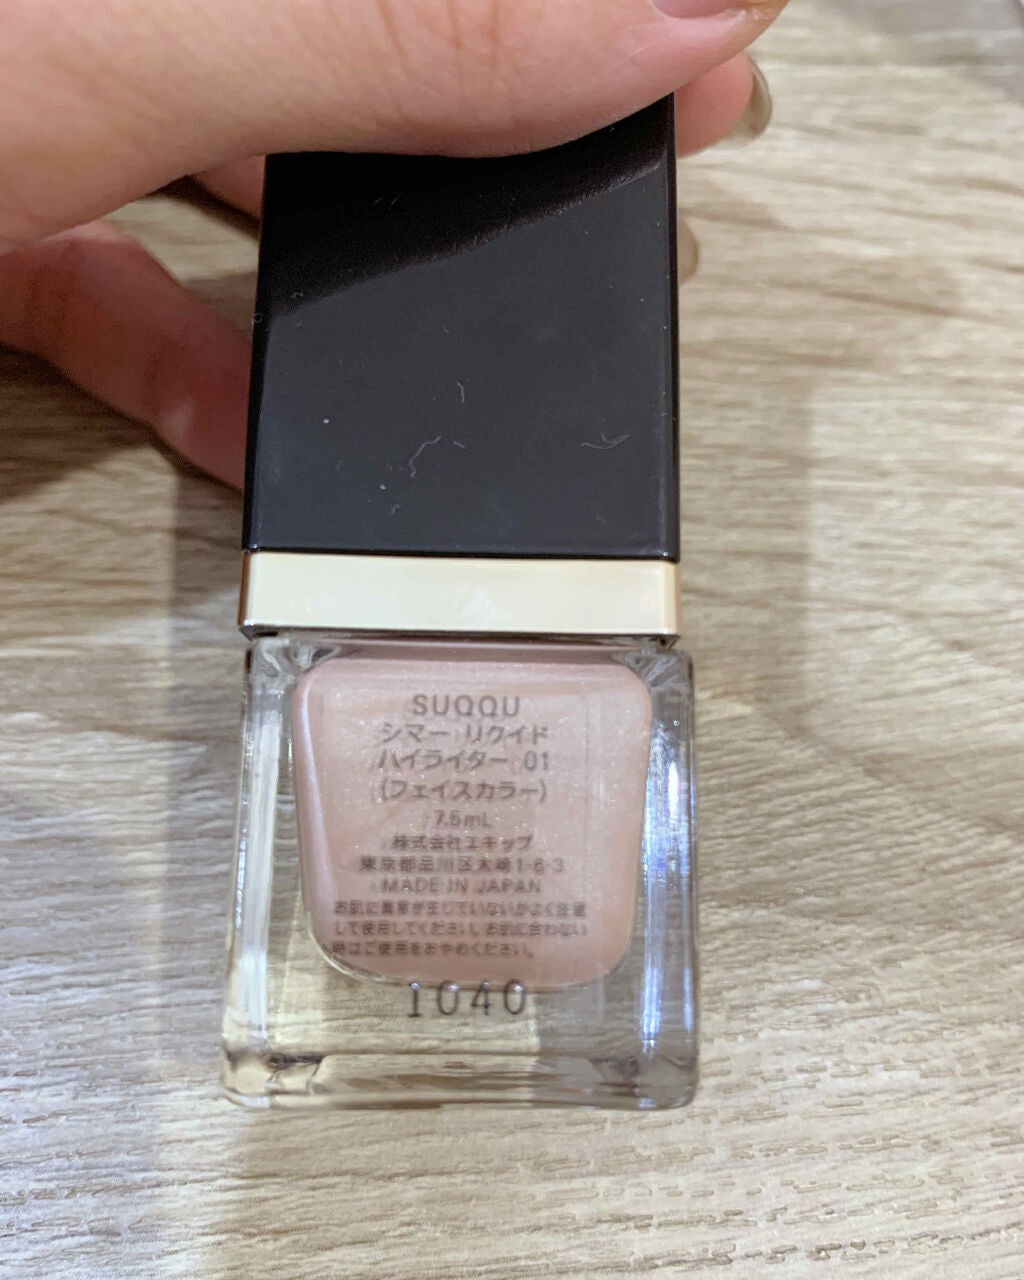 SUQQU
シマー リクイド
ハイライター 01
(フェイスカラー)
7.5mL
株式会社エキップ
東京都品川区大崎1-6-3
MADE IN JAPAN
お肌に異常が生じていないかよく注意
して使用してください。お肌に合わない
時はご使用をおやめください。
1040